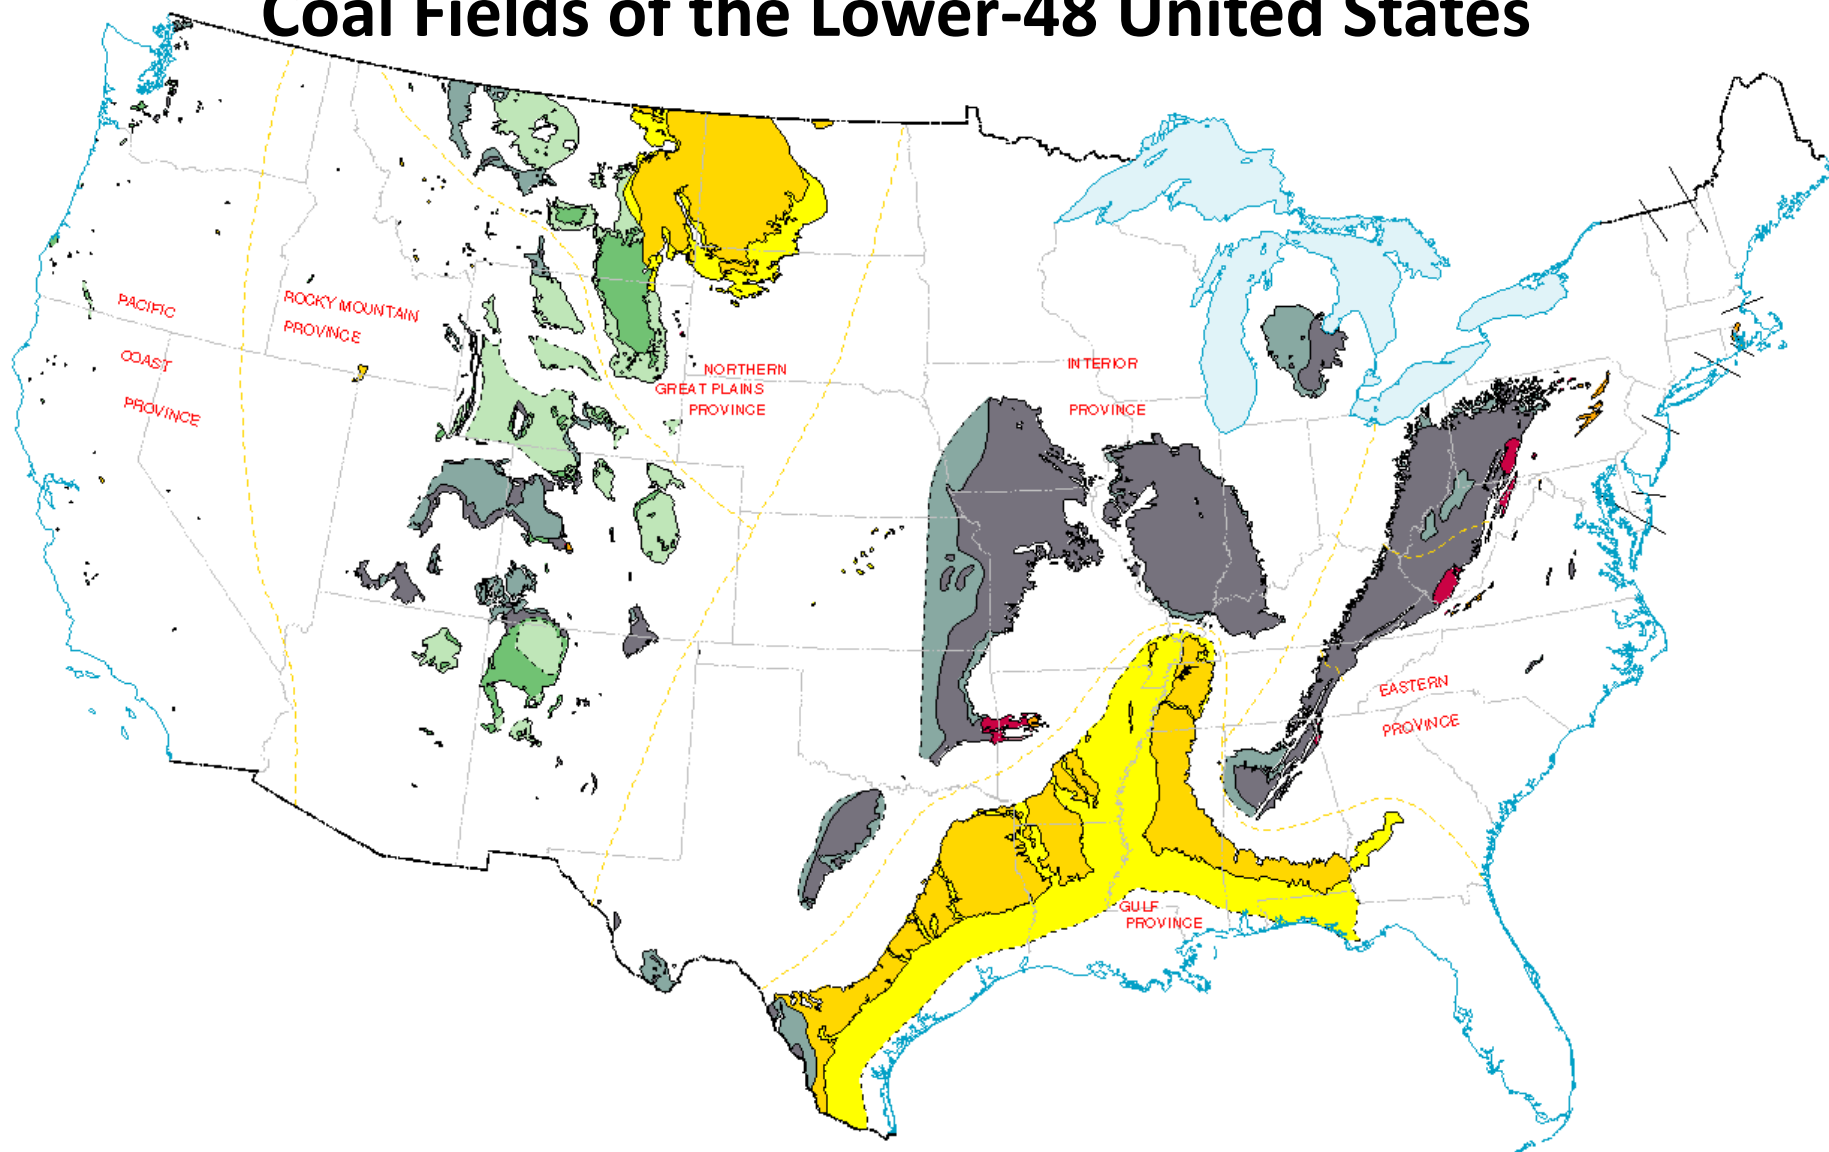 Coal Fields of the Lower-48 United States
PACIFIC
COAST
PROVINCE
ROCKY MOUNTAIN
PROVINCE
NORTHERN
GREAT PLAINS
PROVINCE
INTERIOR
PROVINCE
EASTERN
PROVINCE
GULF
PROVINCE